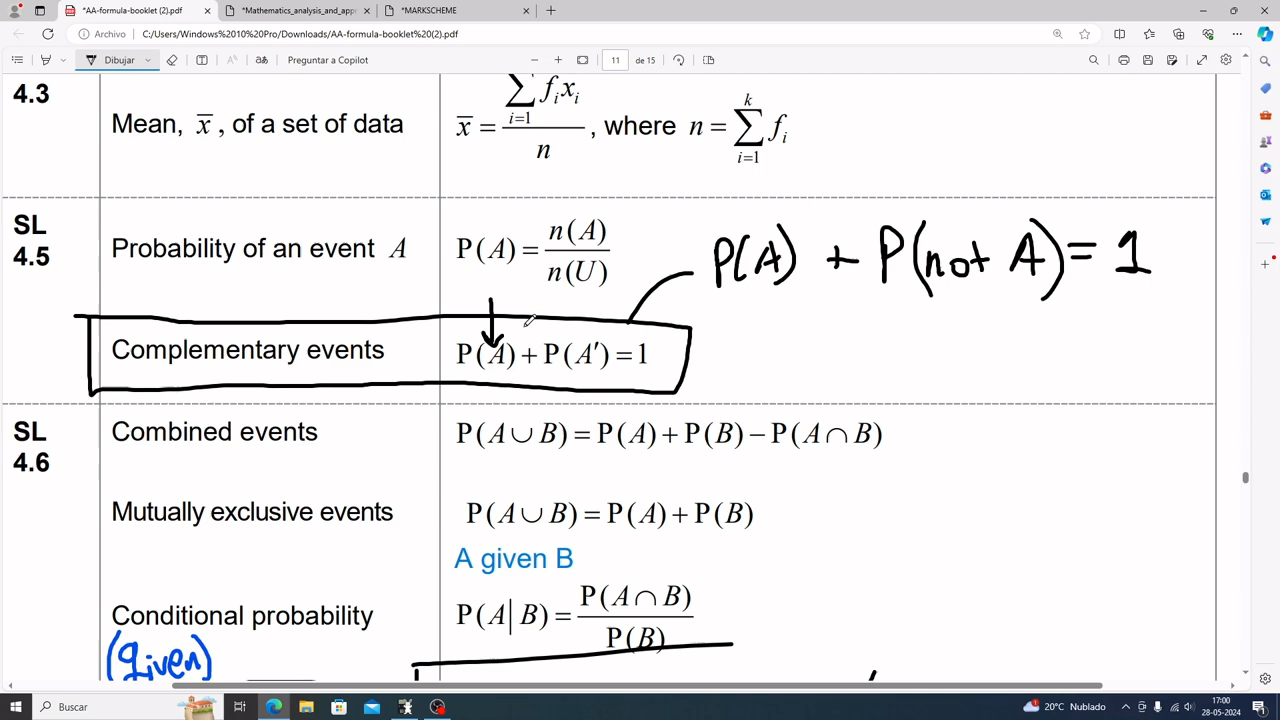 *AA-formula-booklet (2).pdf
*Mathematics_analysis_and_app
*MARKSCHEME
Archivo C:/Users/Windows%2010%20Pro/Downloads/AA-formula-booklet%20(2).pdf
Dibujar
Preguntar a Copilot
11 de 15
4.3
Mean, x̄, of a set of data
x̄ = Σ i=1 fᵢxᵢ / n, where n = Σ k i=1 fᵢ
SL 4.5
Probability of an event A
P(A) = n(A) / n(U)
P(A) + P(not A) = 1
Complementary events
P(A) + P(A′) = 1
SL 4.6
Combined events
P(A ∪ B) = P(A) + P(B) − P(A ∩ B)
Mutually exclusive events
P(A ∪ B) = P(A) + P(B)
A given B
Conditional probability
P(A|B) = P(A ∩ B) / P(B)
(given)
Buscar
20°C Nublado
17:00
28-05-2024